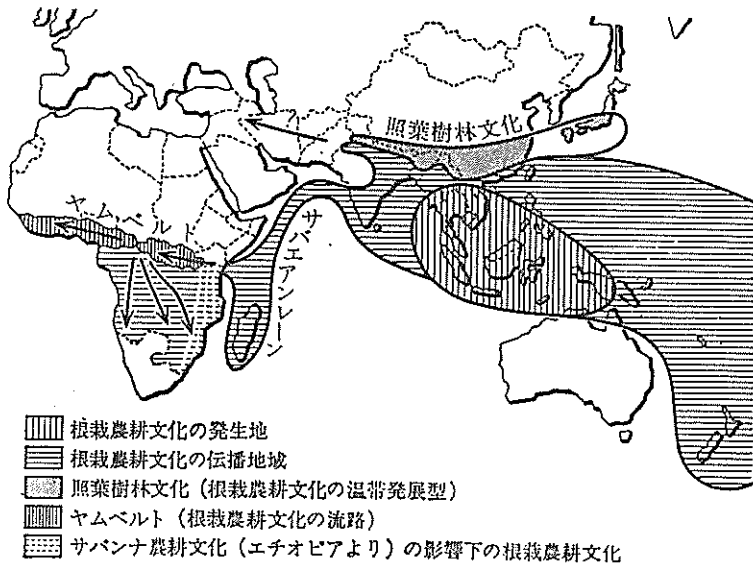 照葉樹林文化
?
ヤムベルト
サバエアンレーン
根栽農耕文化の発生地
根栽農耕文化の伝播地域
照葉樹林文化(根栽農耕文化の温帯発展型)
ヤムベルト(根栽農耕文化の流路)
サバンナ農耕文化(エチオピアより)の影響下の根栽農耕文化